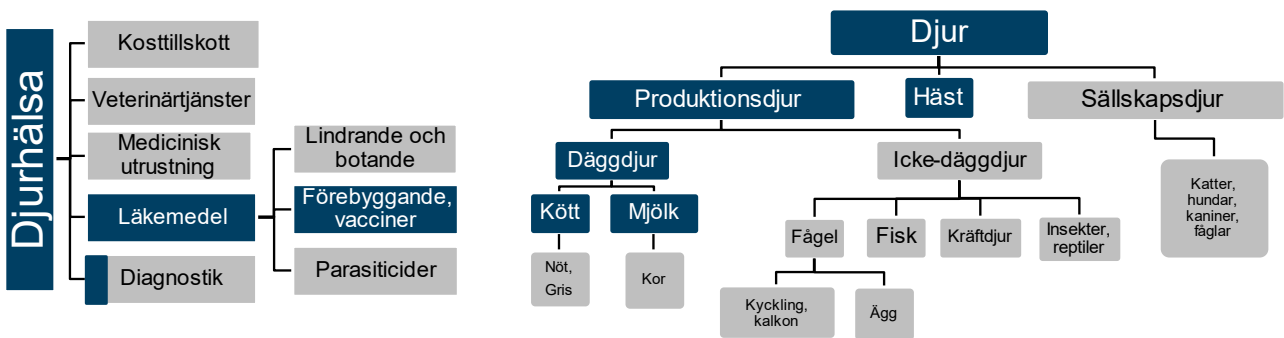 Djurhälsa
Kosttillskott
Veterinärtjänster
Medicinisk
utrustning
Läkemedel
Diagnostik
Lindrande och
botande
Förebyggande,
vacciner
Parasiticider
Djur
Produktionsdjur
Häst
Sällskapsdjur
Däggdjur
Icke-däggdjur
Kött
Mjölk
Fågel
Fisk
Kräftdjur
Insekter,
reptiler
Katter,
hundar,
kaniner,
fåglar
Nöt,
Gris
Kor
Kyckling,
kalkon
Ägg